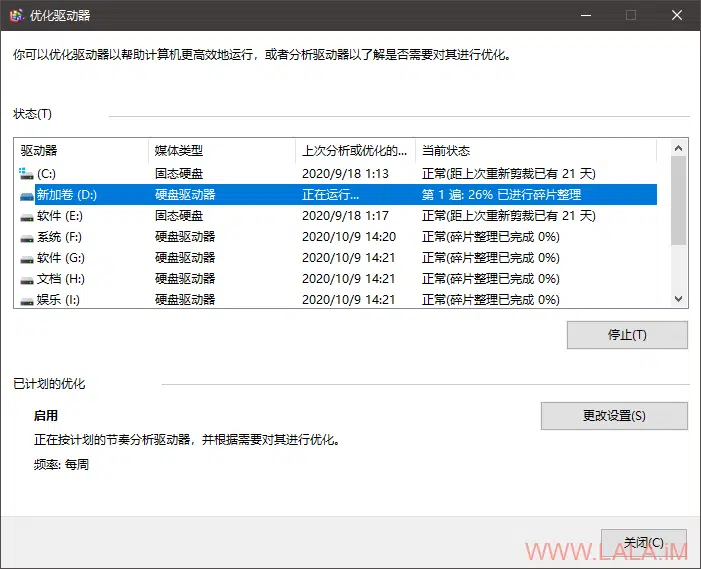 优化驱动器
你可以优化驱动器以帮助计算机更高效地运行，或者分析驱动器以了解是否需要对其进行优化。
状态(T)
驱动器 媒体类型 上次分析或优化的... 当前状态
(C:) 固态硬盘 2020/9/18 1:13 正常(距上次重新剪裁已有 21 天)
新加卷 (D:) 硬盘驱动器 正在运行... 第 1 遍: 26% 已进行碎片整理
软件 (E:) 固态硬盘 2020/9/18 1:17 正常(距上次重新剪裁已有 21 天)
系统 (F:) 硬盘驱动器 2020/10/9 14:20 正常(碎片整理已完成 0%)
软件 (G:) 硬盘驱动器 2020/10/9 14:21 正常(碎片整理已完成 0%)
文档 (H:) 硬盘驱动器 2020/10/9 14:21 正常(碎片整理已完成 0%)
娱乐 (I:) 硬盘驱动器 2020/10/9 14:21 正常(碎片整理已完成 0%)
停止(T)
已计划的优化
启用
更改设置(S)
正在按计划的节奏分析驱动器，并根据需要对其进行优化。
频率: 每周
关闭(C)
WWW.LALA.iM